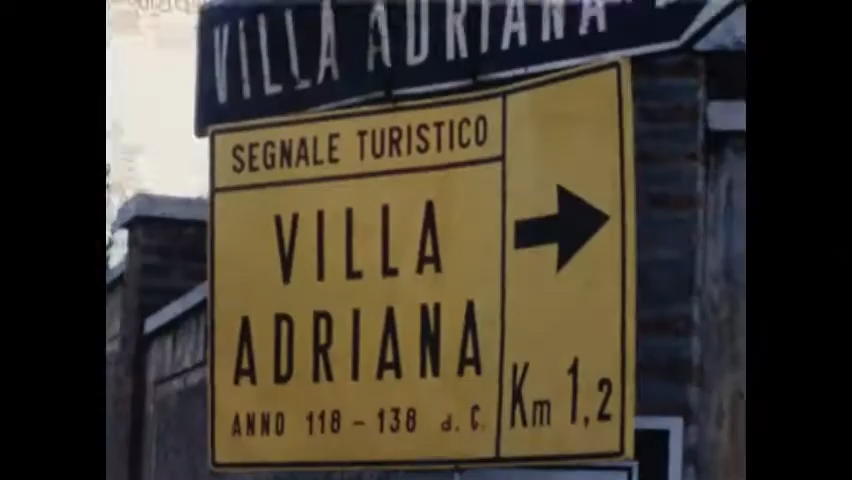 VILLA ADRIANA
SEGNALE TURISTICO
VILLA
ADRIANA
ANNO 118 - 138 d. C.
Km 1,2